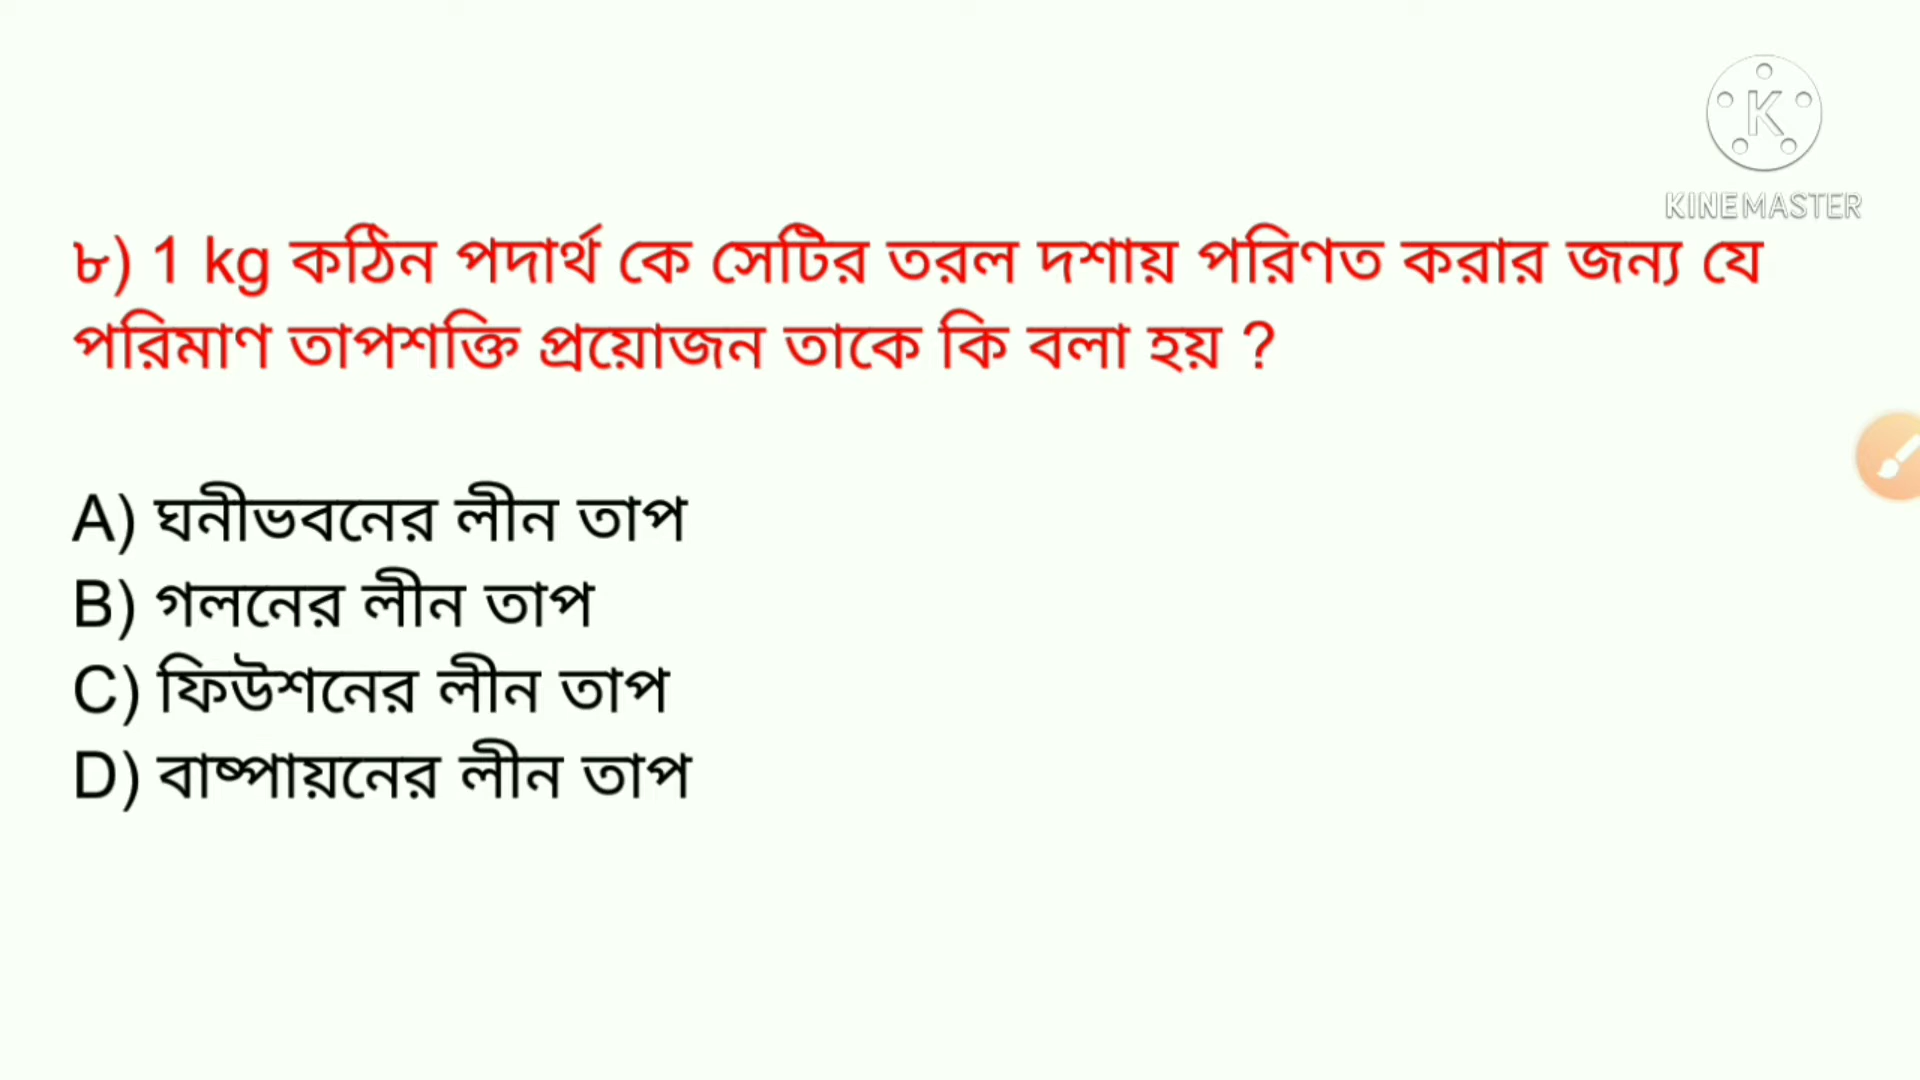 K
KINEMASTER
৮) 1 kg কঠিন পদার্থ কে সেটির তরল দশায় পরিণত করার জন্য যে
পরিমাণ তাপশক্তি প্রয়োজন তাকে কি বলা হয় ?
A) ঘনীভবনের লীন তাপ
B) গলনের লীন তাপ
C) ফিউশনের লীন তাপ
D) বাষ্পায়নের লীন তাপ